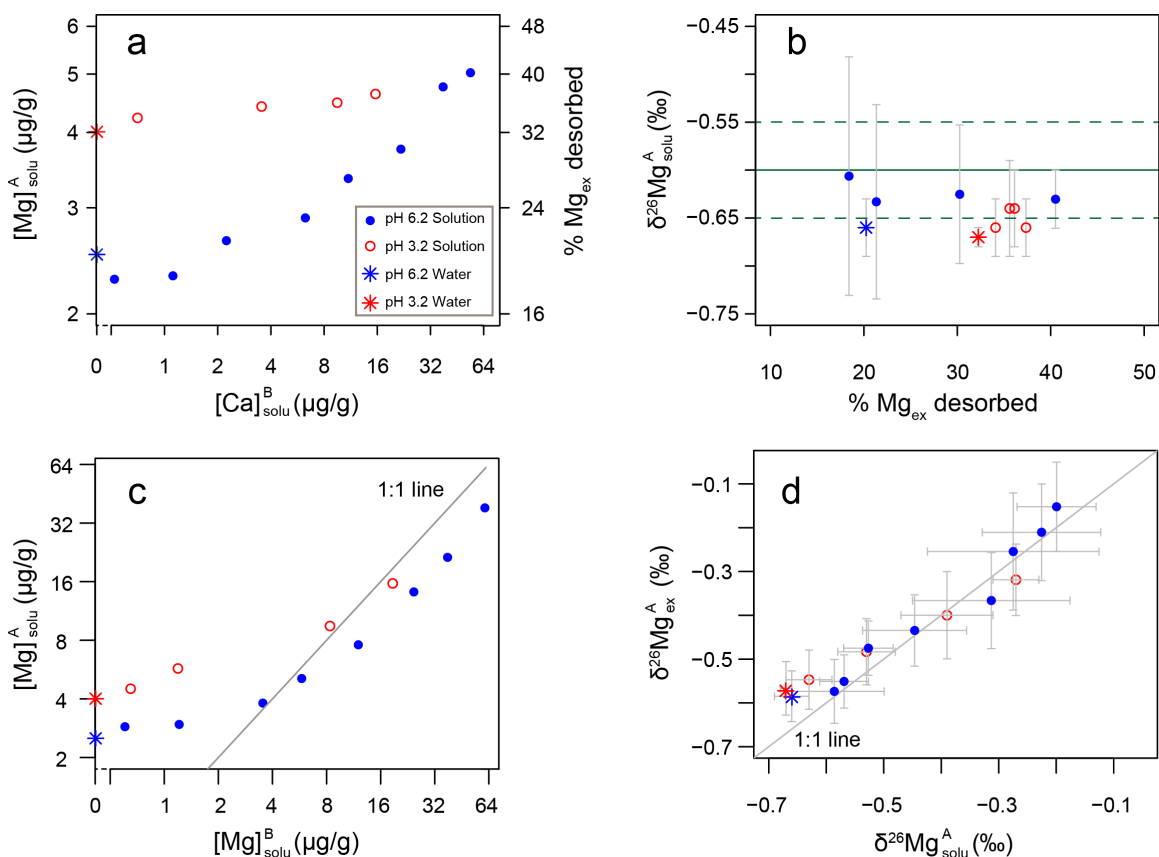 a
[Mg]^A_solu (µg/g)
6
5
4
3
2
48
40
32
24
16
% Mg_ex desorbed
pH 6.2 Solution
pH 3.2 Solution
pH 6.2 Water
pH 3.2 Water
0 1 2 4 8 16 32 64
[Ca]^B_solu (µg/g)
b
δ²⁶Mg^A_solu (‰)
−0.45
−0.55
−0.65
−0.75
10 20 30 40 50
% Mg_ex desorbed
c
[Mg]^A_solu (µg/g)
64
32
16
8
4
2
1:1 line
0 1 2 4 8 16 32 64
[Mg]^B_solu (µg/g)
d
δ²⁶Mg^A_ex (‰)
−0.1
−0.3
−0.5
−0.7
1:1 line
−0.7 −0.5 −0.3 −0.1
δ²⁶Mg^A_solu (‰)